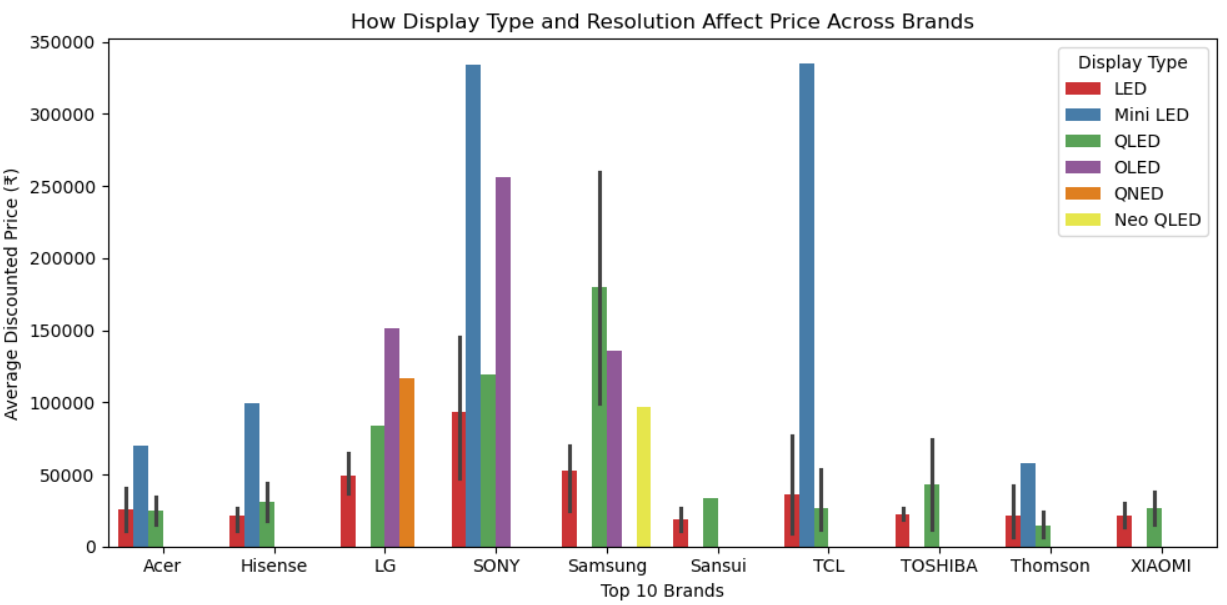 How Display Type and Resolution Affect Price Across Brands
350000
300000
250000
200000
150000
100000
50000
0
Average Discounted Price (₹)
Display Type
LED
Mini LED
QLED
OLED
QNED
Neo QLED
Acer Hisense LG SONY Samsung Sansui TCL TOSHIBA Thomson XIAOMI
Top 10 Brands